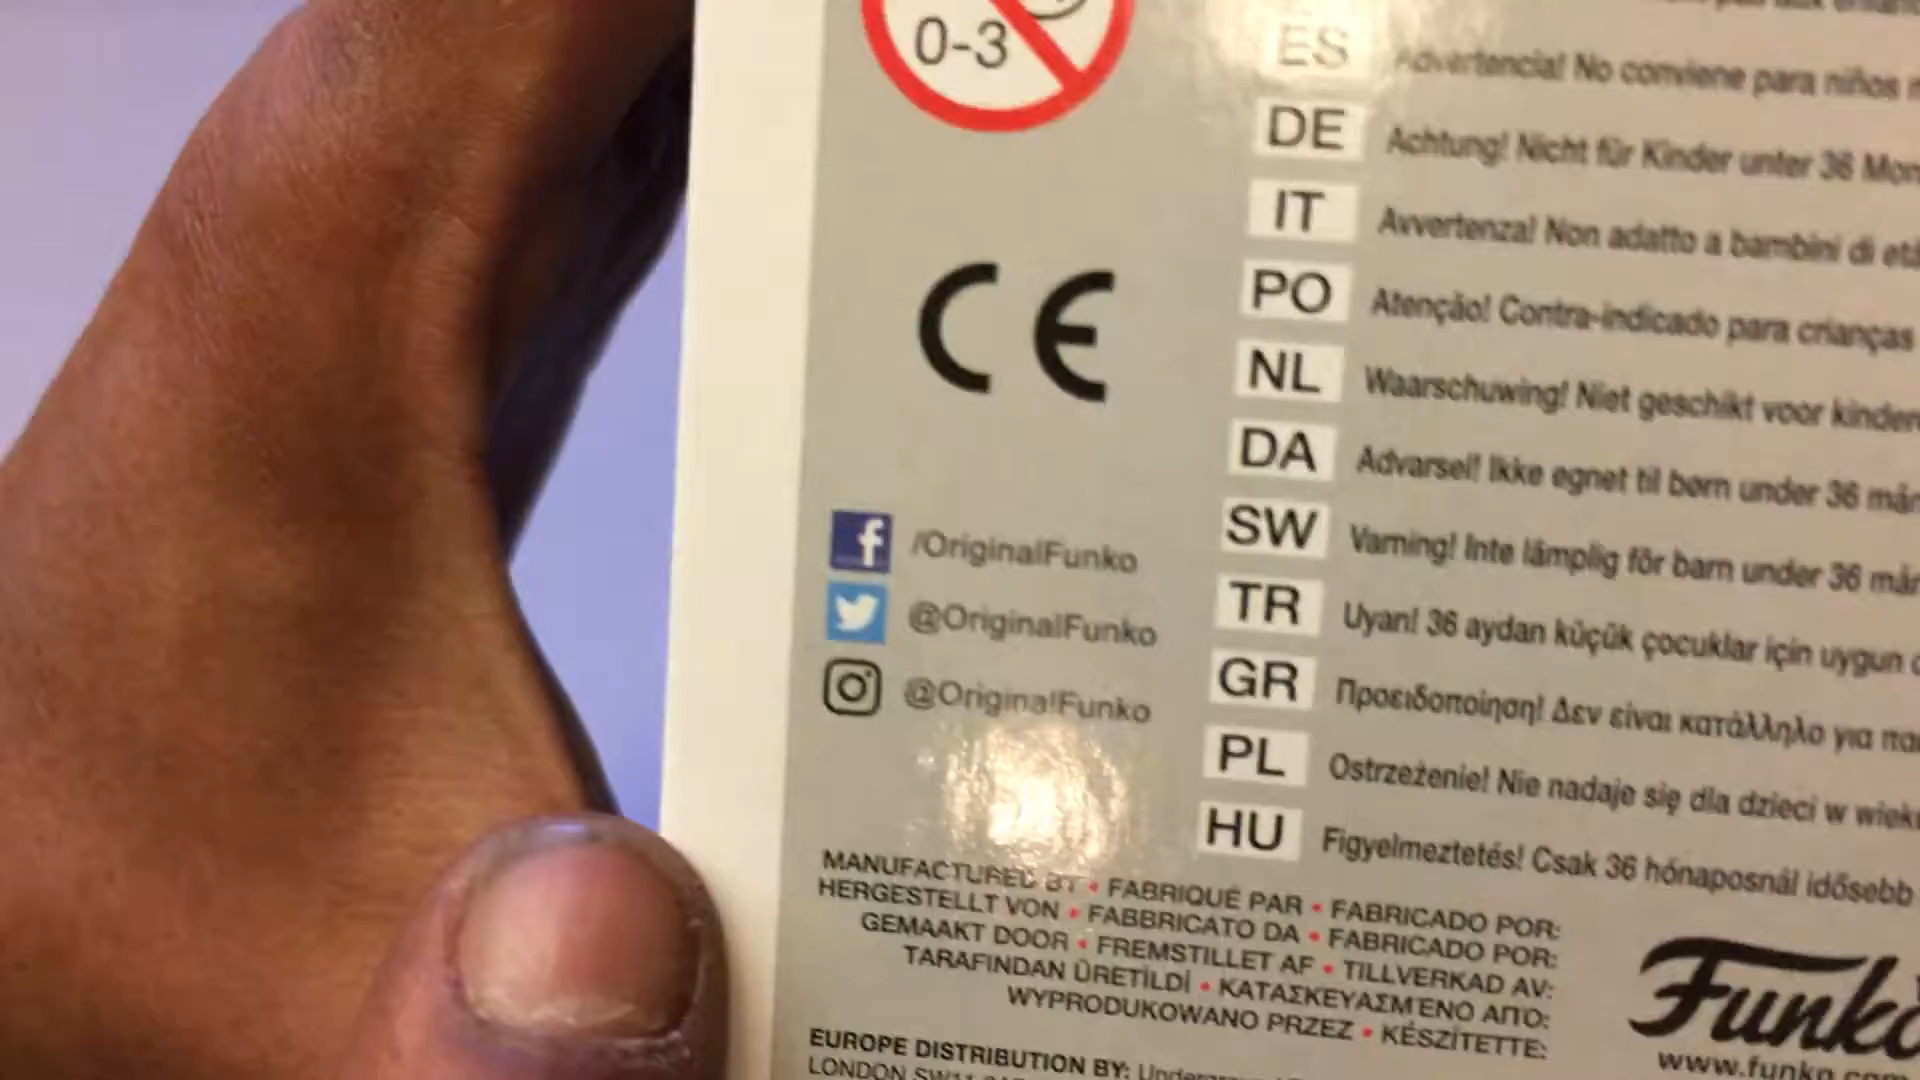 0-3
ES Advertencia! No conviene para niños
DE Achtung! Nicht für Kinder unter 36
IT Avvertenza! Non adatto a bambini di
PO Atenção! Contra-indicado para crianças
NL Waarschuwing! Niet geschikt voor
DA Advarsel! Ikke egnet til børn under 36
SW Varning! Inte lämplig för barn under 36
TR Uyarı! 36 aydan küçük çocuklar için uygun
GR Προειδοποίηση! Δεν είναι κατάλληλο για
PL Ostrzeżenie! Nie nadaje się dla dzieci w
HU Figyelmeztetés! Csak 36 hónaposnál idősebb
CE
/OriginalFunko
@OriginalFunko
@OriginalFunko
MANUFACTURED BY • FABRIQUÉ PAR • FABRICADO POR:
HERGESTELLT VON • FABBRICATO DA • FABRICADO POR:
GEMAAKT DOOR • FREMSTILLET AF • TILLVERKAD AV:
TARAFINDAN ÜRETİLDİ • ΚΑΤΑΣΚΕΥΑΣΜΈΝΟ ΑΠΟ:
WYPRODUKOWANO PRZEZ • KÉSZÍTETTE:
EUROPE DISTRIBUTION BY:
LONDON SW11
Funko
www.funko.com